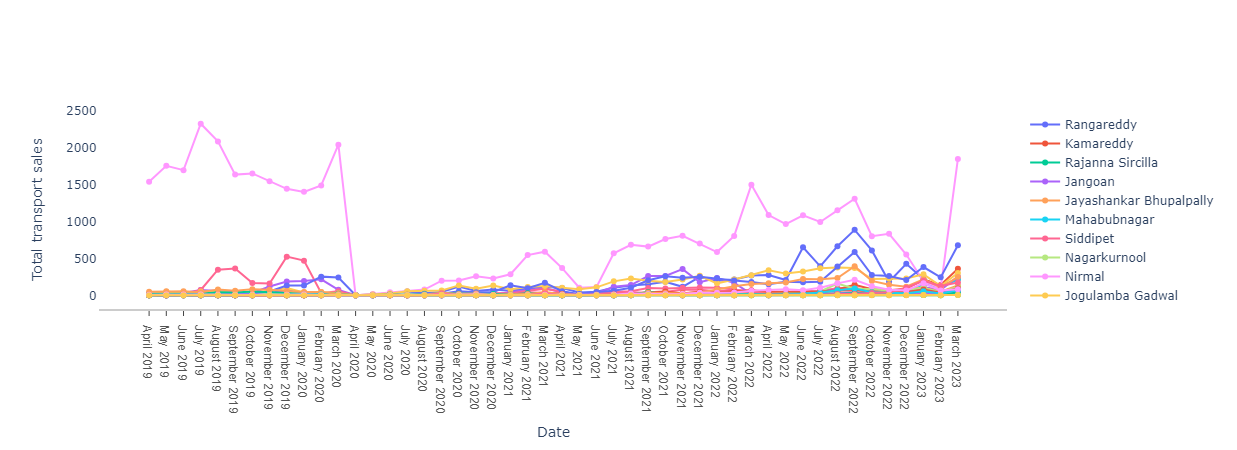 2500
2000
1500
1000
500
0
Total transport sales
April 2019
May 2019
June 2019
July 2019
August 2019
September 2019
October 2019
November 2019
December 2019
January 2020
February 2020
March 2020
April 2020
May 2020
June 2020
July 2020
August 2020
September 2020
October 2020
November 2020
December 2020
January 2021
February 2021
March 2021
April 2021
May 2021
June 2021
July 2021
August 2021
September 2021
October 2021
November 2021
December 2021
January 2022
February 2022
March 2022
April 2022
May 2022
June 2022
July 2022
August 2022
September 2022
October 2022
November 2022
December 2022
January 2023
February 2023
March 2023
Date
Rangareddy
Kamareddy
Rajanna Sircilla
Jangoan
Jayashankar Bhupalpally
Mahabubnagar
Siddipet
Nagarkurnool
Nirmal
Jogulamba Gadwal